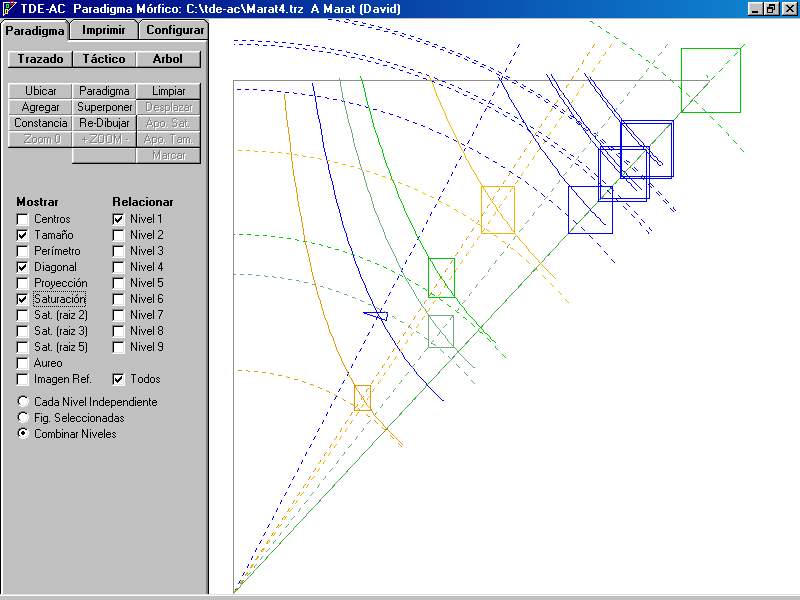 TDE-AC Paradigma Mórfico: C:\tde-ac\Marat4.trz A Marat (David)
Paradigma Imprimir Configurar
Trazado Táctico Arbol
Ubicar Paradigma Limpiar
Agregar Superponer Desplazar
Constancia Re-Dibujar Apo. Sat.
Zoom 0 + ZOOM - Apo. Tam.
Marcar
Mostrar Relacionar
Centros Nivel 1
Tamaño Nivel 2
Perímetro Nivel 3
Diagonal Nivel 4
Proyección Nivel 5
Saturación Nivel 6
Sat. (raiz 2) Nivel 7
Sat. (raiz 3) Nivel 8
Sat. (raiz 5) Nivel 9
Aureo
Imagen Ref. Todos
Cada Nivel Independiente
Fig. Seleccionadas
Combinar Niveles